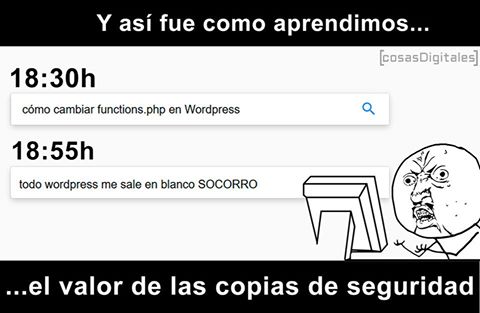 Y así fue como aprendimos...
[cosasDigitales]
18:30h
cómo cambiar functions.php en Wordpress
18:55h
todo wordpress me sale en blanco SOCORRO
...el valor de las copias de seguridad